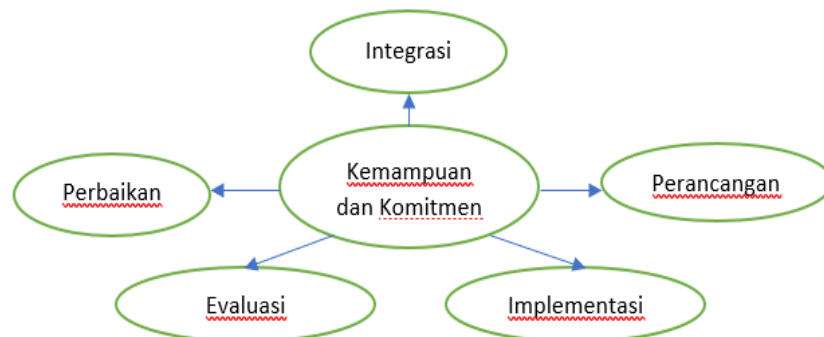 Integrasi
Kemampuan
dan Komitmen
Perbaikan
Perancangan
Evaluasi
Implementasi